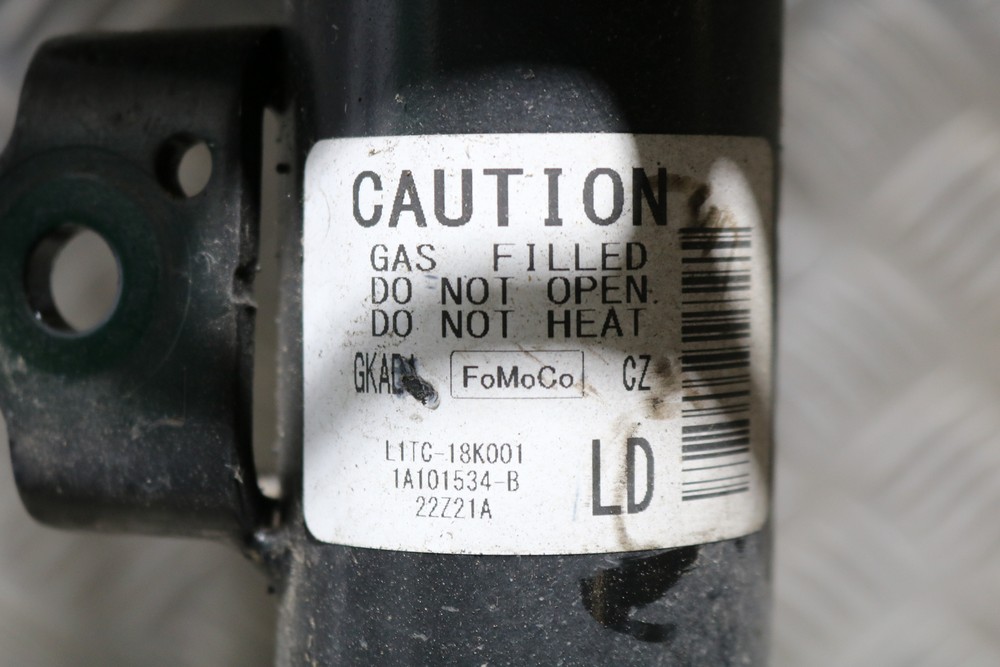 CAUTION
GAS FILLED
DO NOT OPEN.
DO NOT HEAT
FoMoCo CZ
L1TC-18K001
1A101534-B
22Z21A
LD